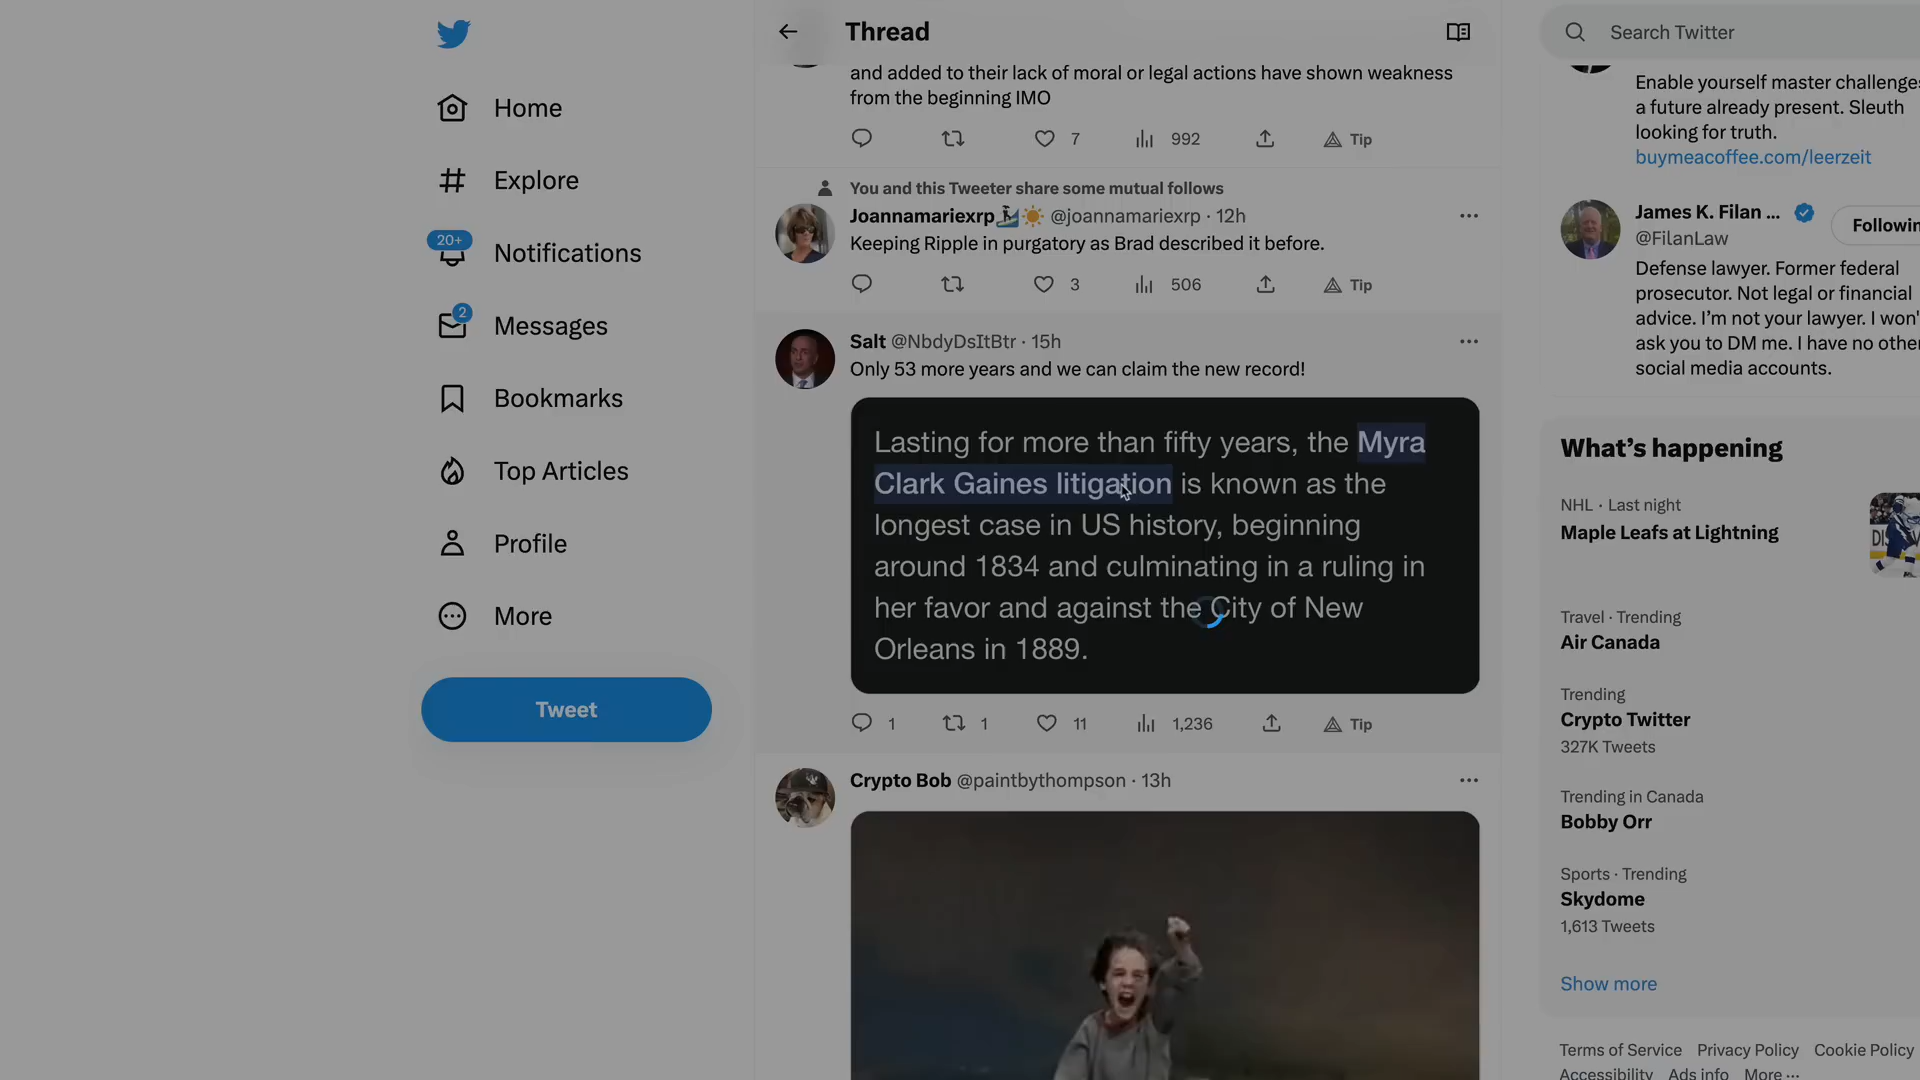 Home
Explore
20+
Notifications
2
Messages
Bookmarks
Top Articles
Profile
More
Tweet
Thread
and added to their lack of moral or legal actions have shown weakness
from the beginning IMO
7
992
Tip
You and this Tweeter share some mutual follows
Joannamariexrp @joannamariexrp · 12h
Keeping Ripple in purgatory as Brad described it before.
3
506
Tip
Salt @NbdyDsItBtr · 15h
Only 53 more years and we can claim the new record!
Lasting for more than fifty years, the Myra
Clark Gaines litigation is known as the
longest case in US history, beginning
around 1834 and culminating in a ruling in
her favor and against the City of New
Orleans in 1889.
1
1
11
1,236
Tip
Crypto Bob @paintbythompson · 13h
Search Twitter
Enable yourself master challenges
a future already present. Sleuth
looking for truth.
buymeacoffee.com/leerzeit
James K. Filan ...
Followin
@FilanLaw
Defense lawyer. Former federal
prosecutor. Not legal or financial
advice. I'm not your lawyer. I won'
ask you to DM me. I have no othe
social media accounts.
What's happening
NHL · Last night
Maple Leafs at Lightning
Travel · Trending
Air Canada
Trending
Crypto Twitter
327K Tweets
Trending in Canada
Bobby Orr
Sports · Trending
Skydome
1,613 Tweets
Show more
Terms of Service Privacy Policy Cookie Policy
Accessibility Ads info More ...